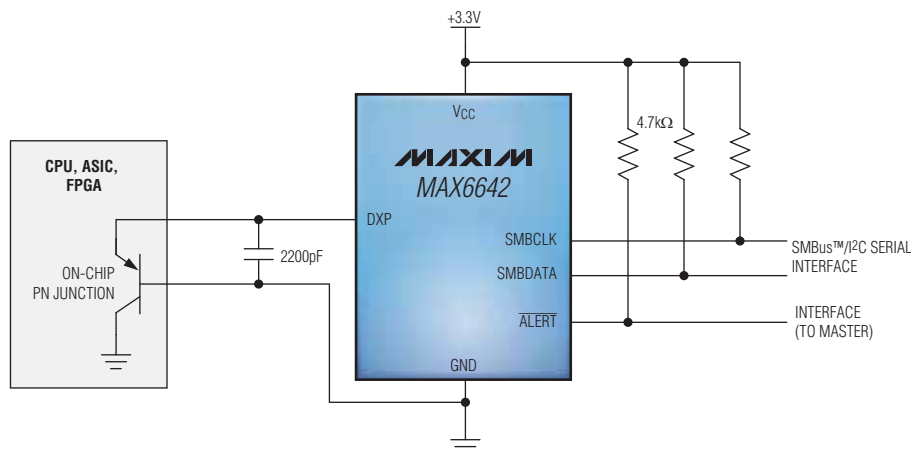 +3.3V
VCC
4.7kΩ
CPU, ASIC,
FPGA
MAXIM
MAX6642
DXP
SMBCLK
SMBus™/I2C SERIAL
INTERFACE
2200pF
ON-CHIP
PN JUNCTION
SMBDATA
ALERT
INTERFACE
(TO MASTER)
GND